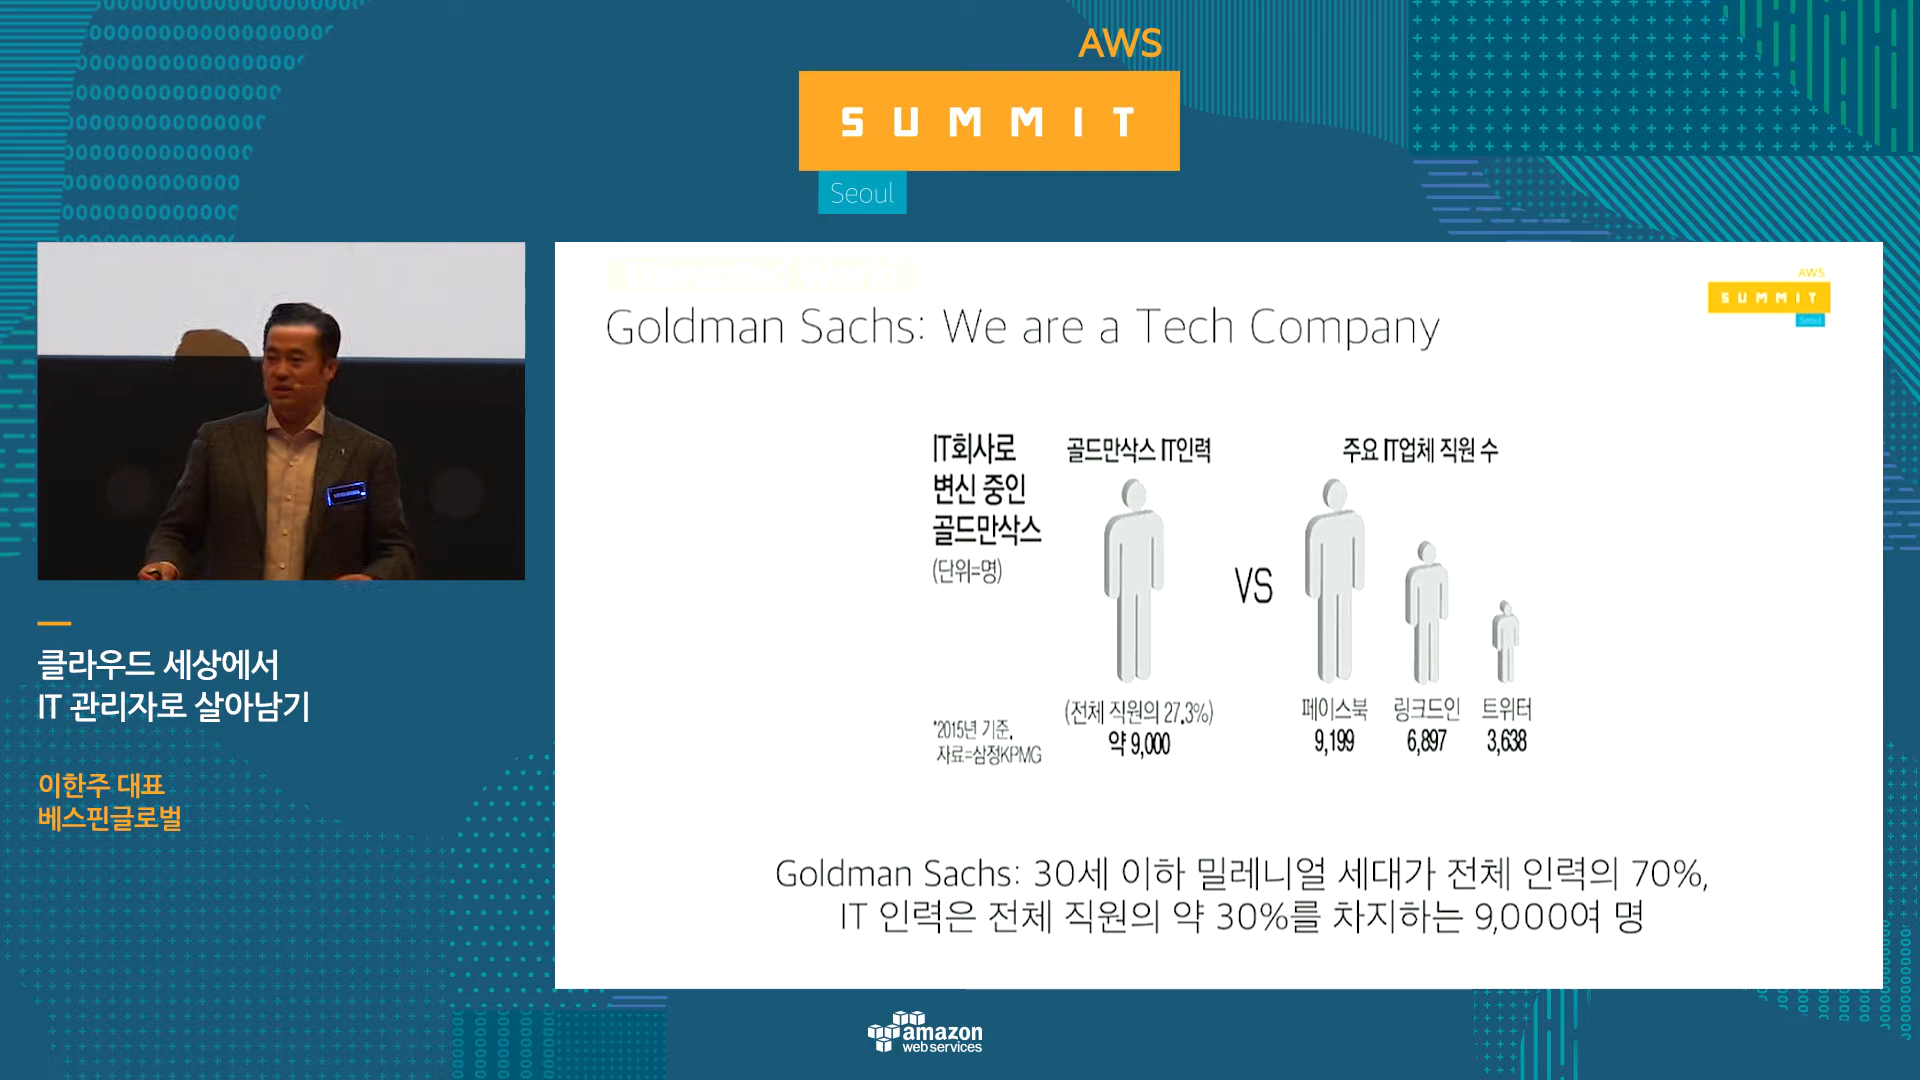 AWS
SUMMIT
Seoul
클라우드 세상에서
IT 관리자로 살아남기
이한주 대표
베스핀글로벌
AWS
SUMMIT
Seoul
Goldman Sachs: We are a Tech Company
IT회사로
변신 중인
골드만삭스
(단위=명)
*2015년 기준,
자료=삼정KPMG
골드만삭스 IT인력
(전체 직원의 27.3%)
약 9,000
VS
주요 IT업체 직원 수
페이스북
9,199
링크드인
6,897
트위터
3,638
Goldman Sachs: 30세 이하 밀레니얼 세대가 전체 인력의 70%,
IT 인력은 전체 직원의 약 30%를 차지하는 9,000여 명
amazon
web services